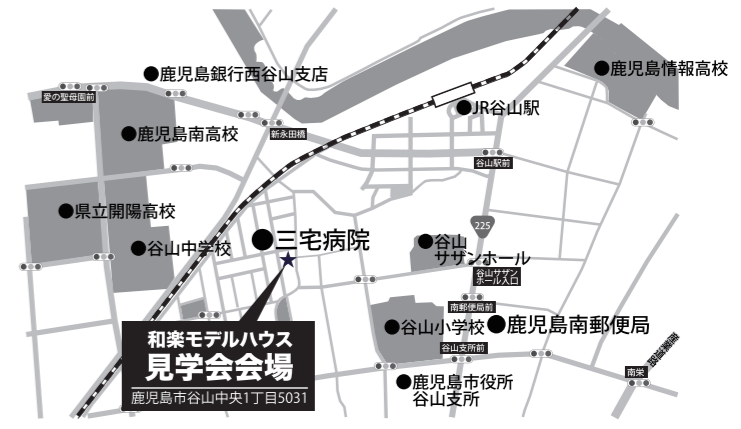 鹿児島銀行西谷山支店
鹿児島情報高校
愛の聖母園前
JR谷山駅
鹿児島南高校
新永田橋
谷山駅前
県立開陽高校
225
谷山中学校
三宅病院
谷山
サザンホール
谷山サザン
ホール入口
南郵便局前
谷山小学校
鹿児島南郵便局
谷山支所前
和楽モデルハウス
見学会会場
鹿児島市谷山中央1丁目5031
鹿児島市役所
谷山支所
南栄
産業道路